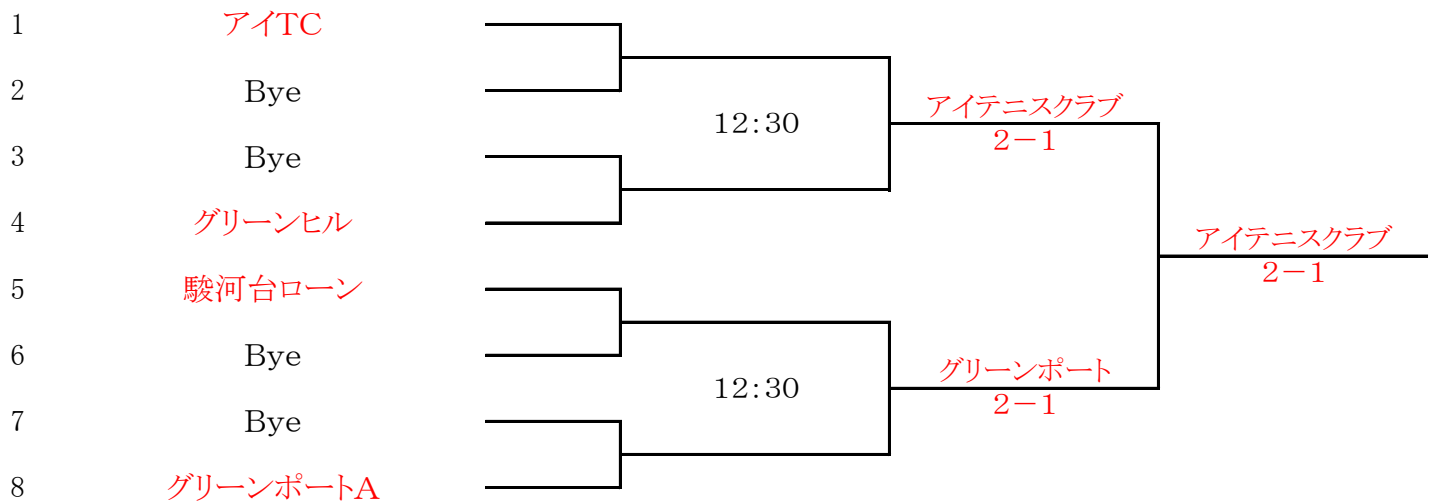 1 アイTC
2 Bye
12:30
アイテニスクラブ
2-1
3 Bye
4 グリーンヒル
アイテニスクラブ
2-1
5 駿河台ローン
6 Bye
12:30
グリーンポート
2-1
7 Bye
8 グリーンポートA